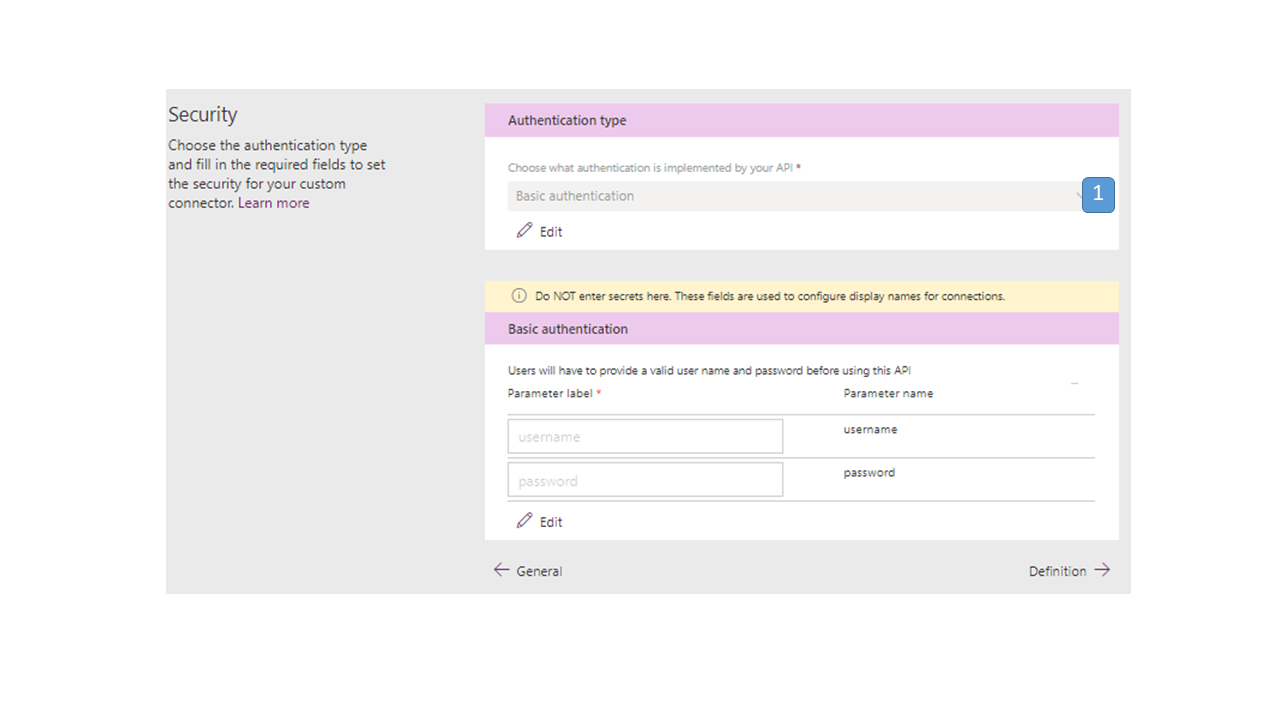 Security
Choose the authentication type
and fill in the required fields to set
the security for your custom
connector. Learn more
Authentication type
Choose what authentication is implemented by your API *
Basic authentication
1
Edit
Do NOT enter secrets here. These fields are used to configure display names for connections.
Basic authentication
Users will have to provide a valid user name and password before using this API
Parameter label * Parameter name
username username
password password
Edit
General Definition